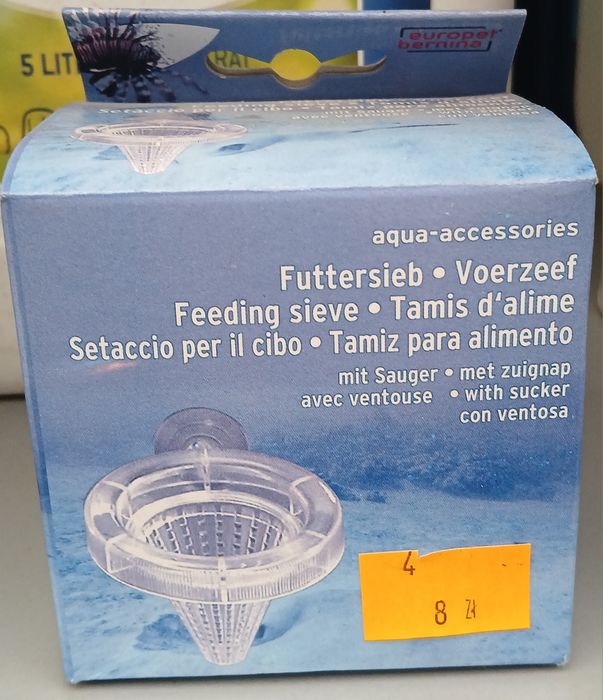 5 LIT
RAT
europet
bernina
aqua-accessories
Futtersieb • Voerzeef
Feeding sieve • Tamis d'alime
Setaccio per il cibo • Tamiz para alimento
mit Sauger • met zuignap
avec ventouse • with sucker
con ventosa
4
8 Zł